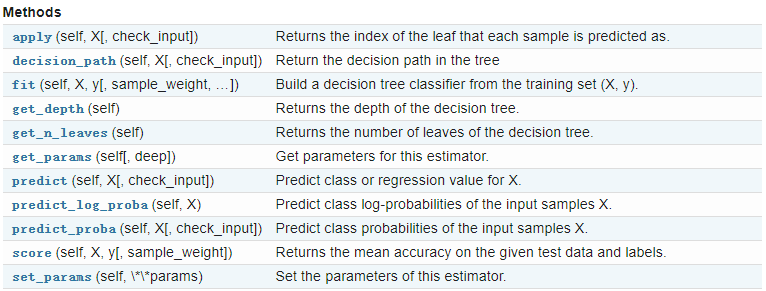 Methods
apply (self, X[, check_input]) Returns the index of the leaf that each sample is predicted as.
decision_path (self, X[, check_input]) Return the decision path in the tree
fit (self, X, y[, sample_weight, …]) Build a decision tree classifier from the training set (X, y).
get_depth (self) Returns the depth of the decision tree.
get_n_leaves (self) Returns the number of leaves of the decision tree.
get_params (self[, deep]) Get parameters for this estimator.
predict (self, X[, check_input]) Predict class or regression value for X.
predict_log_proba (self, X) Predict class log-probabilities of the input samples X.
predict_proba (self, X[, check_input]) Predict class probabilities of the input samples X.
score (self, X, y[, sample_weight]) Returns the mean accuracy on the given test data and labels.
set_params (self, \*\*params) Set the parameters of this estimator.